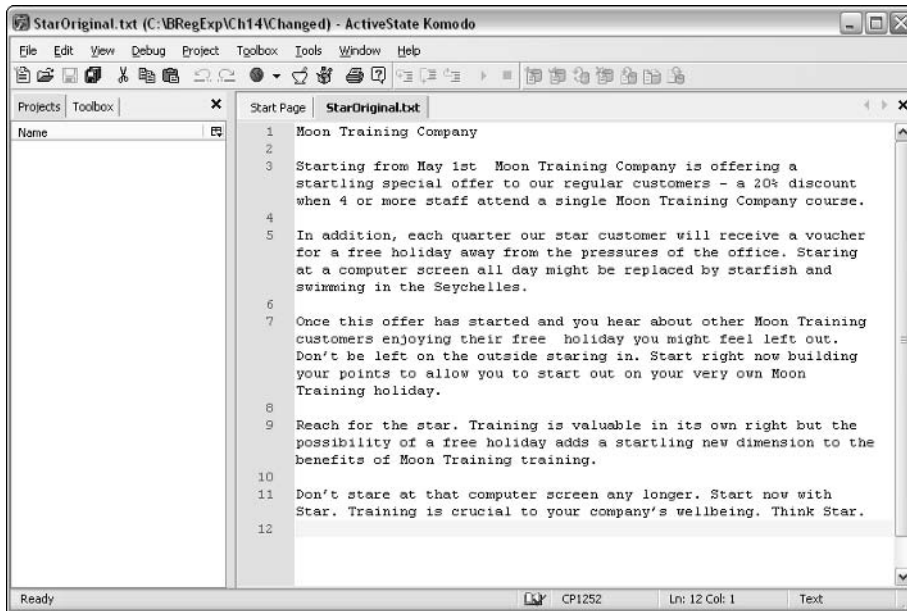 StarOriginal.txt (C:\BRegExp\Ch14\Changed) - ActiveState Komodo
File Edit View Debug Project Toolbox Tools Window Help
Projects Toolbox
Start Page StarOriginal.txt
Name
1 Moon Training Company
2
3 Starting from May 1st  Moon Training Company is offering a
startling special offer to our regular customers - a 20% discount
when 4 or more staff attend a single Moon Training Company course.
4
5 In addition, each quarter our star customer will receive a voucher
for a free holiday away from the pressures of the office. Staring
at a computer screen all day might be replaced by starfish and
swimming in the Seychelles.
6
7 Once this offer has started and you hear about other Moon Training
customers enjoying their free  holiday you might feel left out.
Don't be left on the outside staring in. Start right now building
your points to allow you to start out on your very own Moon
Training holiday.
8
9 Reach for the star. Training is valuable in its own right but the
possibility of a free holiday adds a startling new dimension to the
benefits of Moon Training training.
10
11 Don't stare at that computer screen any longer. Start now with
Star. Training is crucial to your company's wellbeing. Think Star.
12
Ready CP1252 Ln: 12 Col: 1 Text